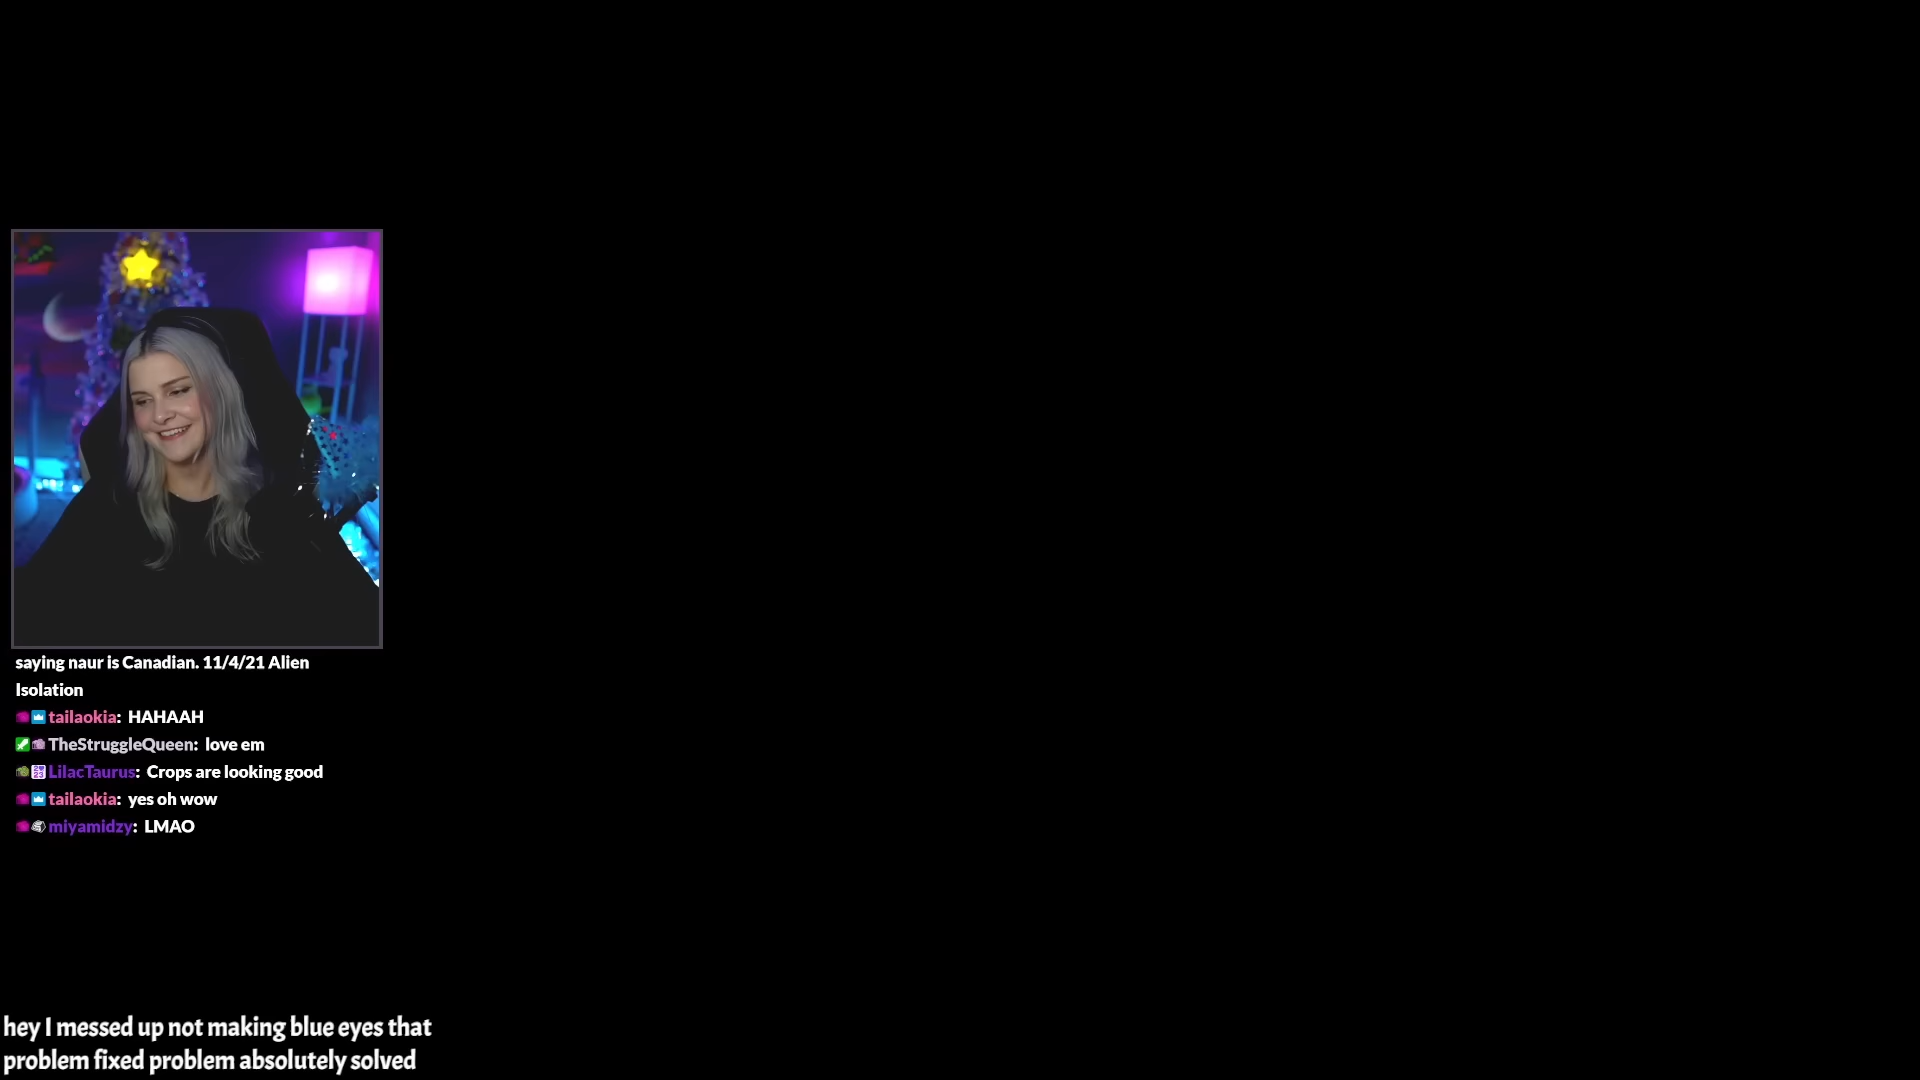 saying naur is Canadian. 11/4/21 Alien
Isolation
tailaokia: HAHAAH
TheStruggleQueen: love em
LilacTaurus: Crops are looking good
tailaokia: yes oh wow
miyamidzy: LMAO
hey I messed up not making blue eyes that
problem fixed problem absolutely solved